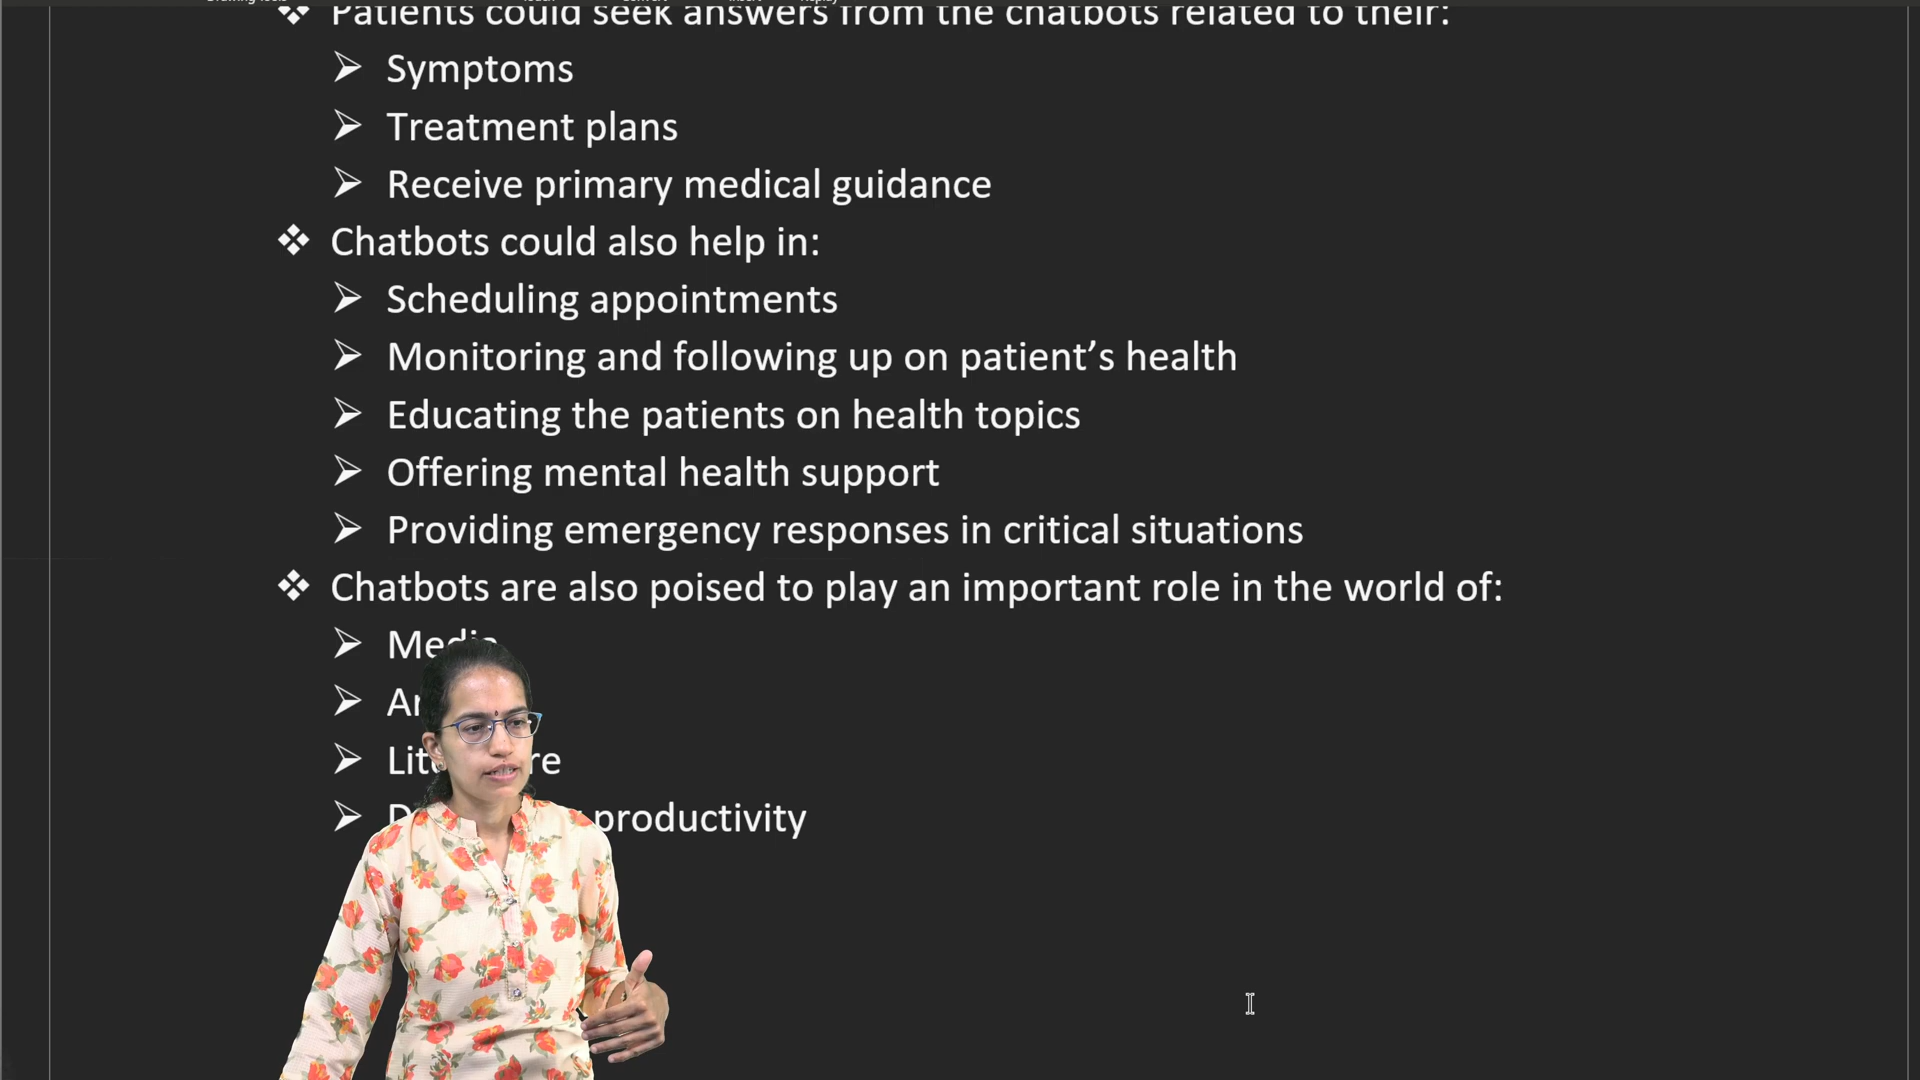 Patients could seek answers from the chatbots related to their:
Symptoms
Treatment plans
Receive primary medical guidance
Chatbots could also help in:
Scheduling appointments
Monitoring and following up on patient’s health
Educating the patients on health topics
Offering mental health support
Providing emergency responses in critical situations
Chatbots are also poised to play an important role in the world of:
Media
productivity